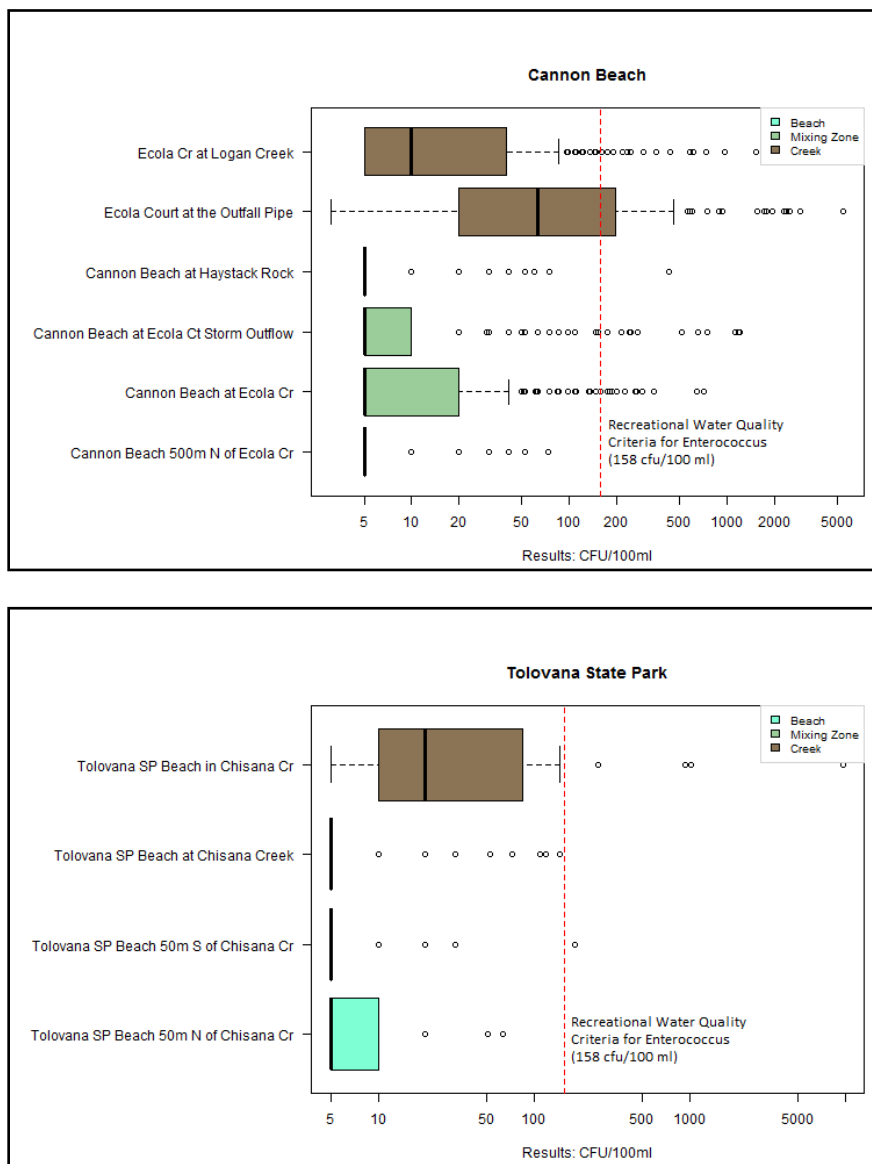 Cannon Beach
Beach
Mixing Zone
Creek
Ecola Cr at Logan Creek
Ecola Court at the Outfall Pipe
Cannon Beach at Haystack Rock
Cannon Beach at Ecola Ct Storm Outflow
Cannon Beach at Ecola Cr
Cannon Beach 500m N of Ecola Cr
Recreational Water Quality
Criteria for Enterococcus
(158 cfu/100 ml)
5 10 20 50 100 200 500 1000 2000 5000
Results: CFU/100ml
Tolovana State Park
Beach
Mixing Zone
Creek
Tolovana SP Beach in Chisana Cr
Tolovana SP Beach at Chisana Creek
Tolovana SP Beach 50m S of Chisana Cr
Tolovana SP Beach 50m N of Chisana Cr
Recreational Water Quality
Criteria for Enterococcus
(158 cfu/100 ml)
5 10 50 100 500 1000 5000
Results: CFU/100ml